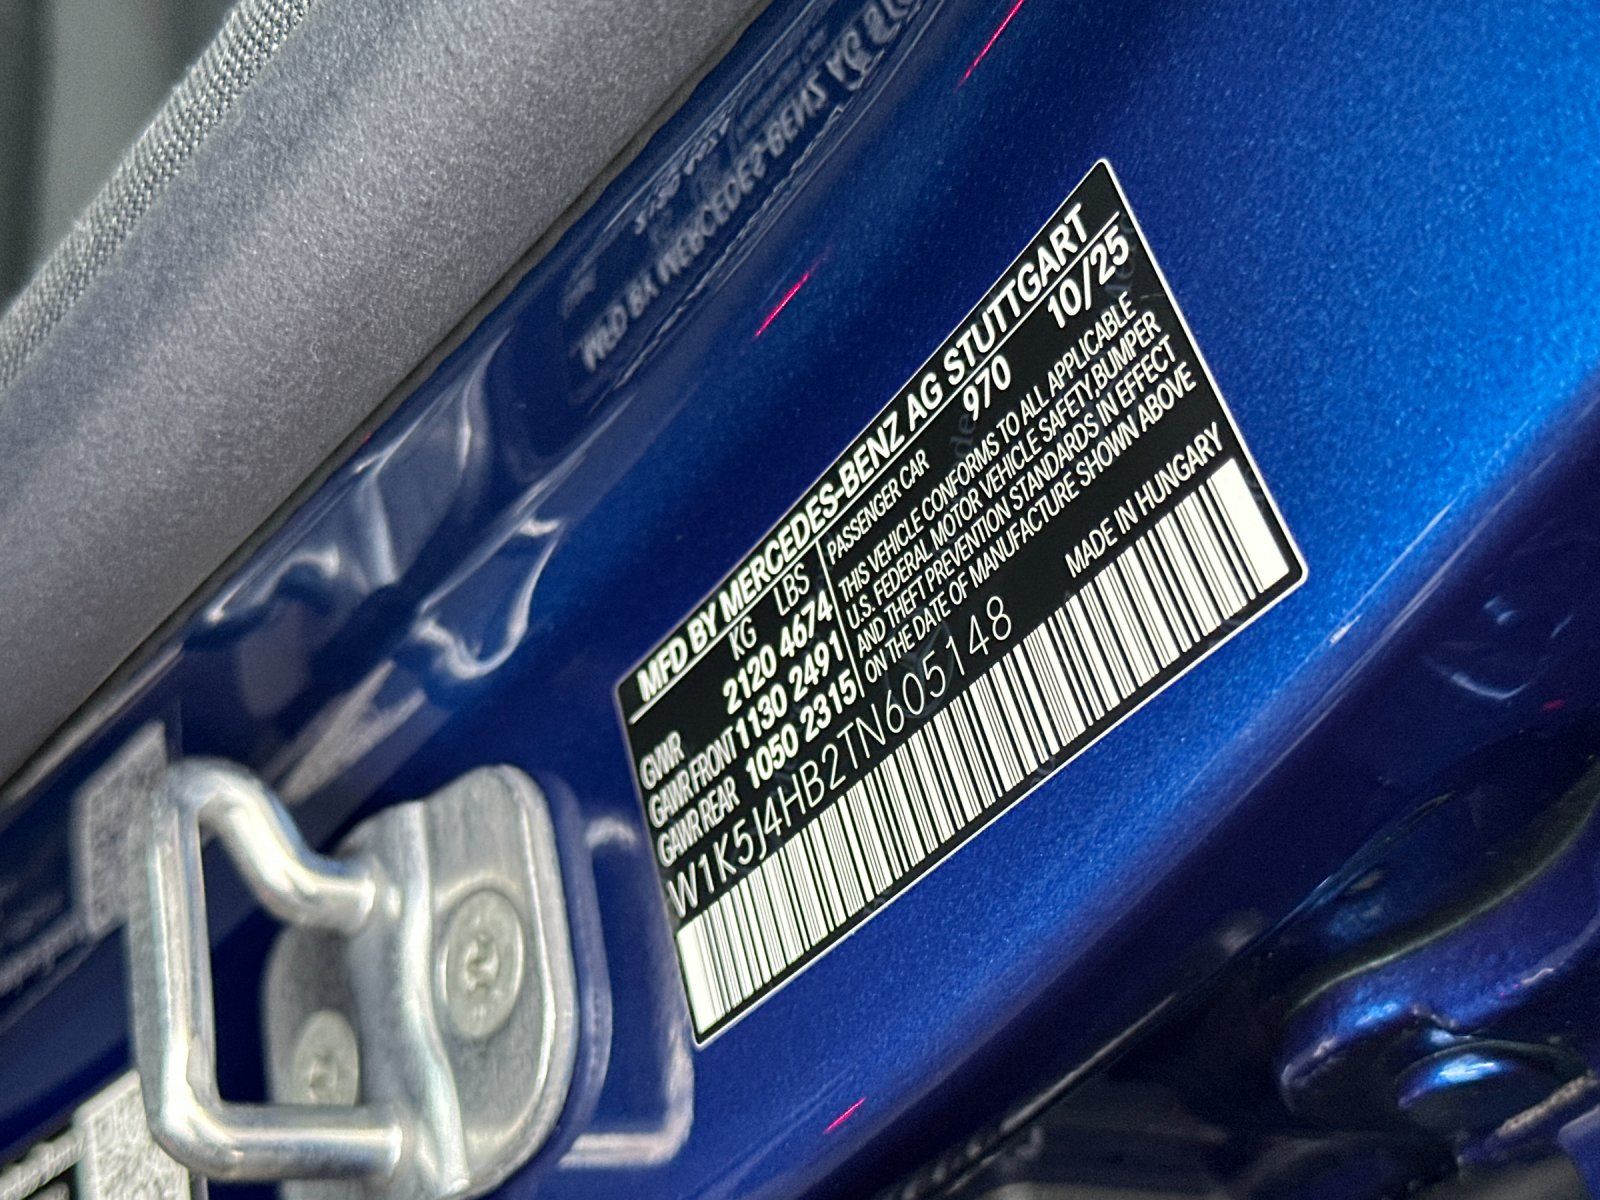 MFD BY MERCEDES-BENZ AG STUTTGART
KG LBS
GVWR 2120 4674
GAWR FRONT 1130 2491
GAWR REAR 1050 2315
970 10/25
PASSENGER CAR
THIS VEHICLE CONFORMS TO ALL APPLICABLE
U.S. FEDERAL MOTOR VEHICLE SAFETY, BUMPER
AND THEFT PREVENTION STANDARDS IN EFFECT
ON THE DATE OF MANUFACTURE SHOWN ABOVE
MADE IN HUNGARY
W1K5J4HB2TN605148